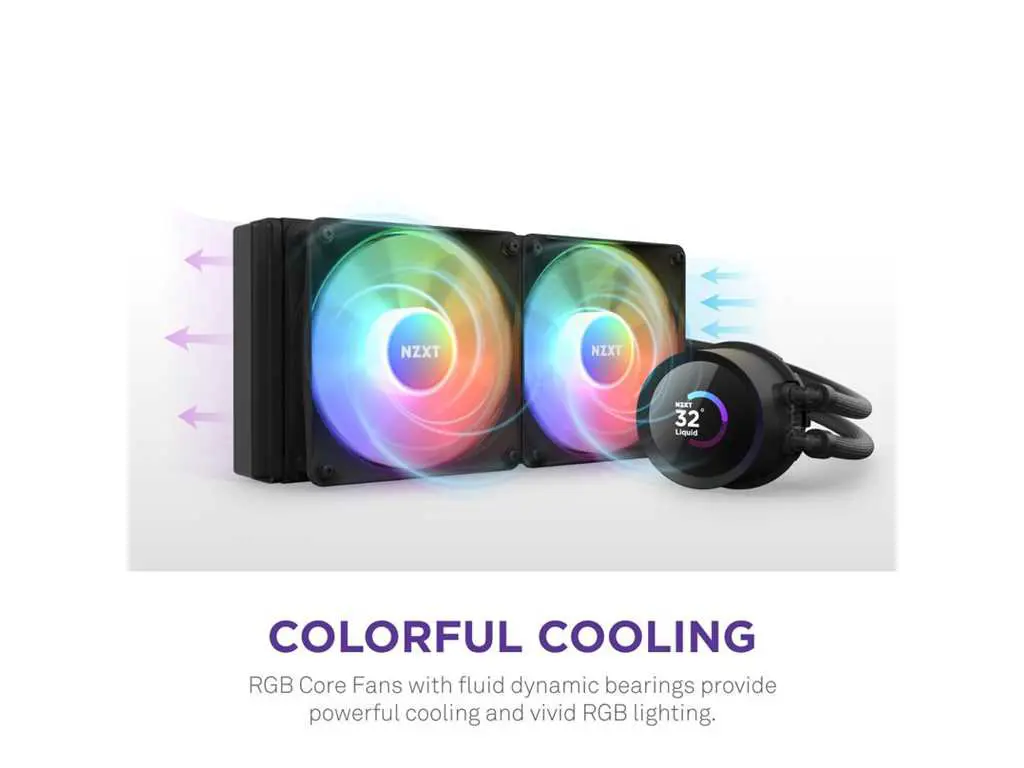 NZXT
NZXT
NZXT
32°
Liquid
COLORFUL COOLING
RGB Core Fans with fluid dynamic bearings provide
powerful cooling and vivid RGB lighting.